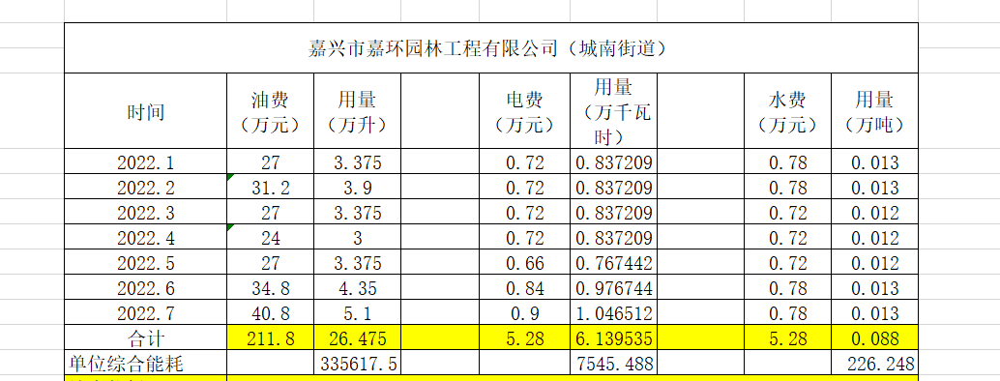 嘉兴市嘉环园林工程有限公司（城南街道）
时间 油费（万元） 用量（万升） 电费（万元） 用量（万千瓦时） 水费（万元） 用量（万吨）
2022.1 27 3.375 0.72 0.837209 0.78 0.013
2022.2 31.2 3.9 0.72 0.837209 0.78 0.013
2022.3 27 3.375 0.72 0.837209 0.72 0.012
2022.4 24 3 0.72 0.837209 0.72 0.012
2022.5 27 3.375 0.66 0.767442 0.72 0.012
2022.6 34.8 4.35 0.84 0.976744 0.78 0.013
2022.7 40.8 5.1 0.9 1.046512 0.78 0.013
合计 211.8 26.475 5.28 6.139535 5.28 0.088
单位综合能耗 335617.5 7545.488 226.248